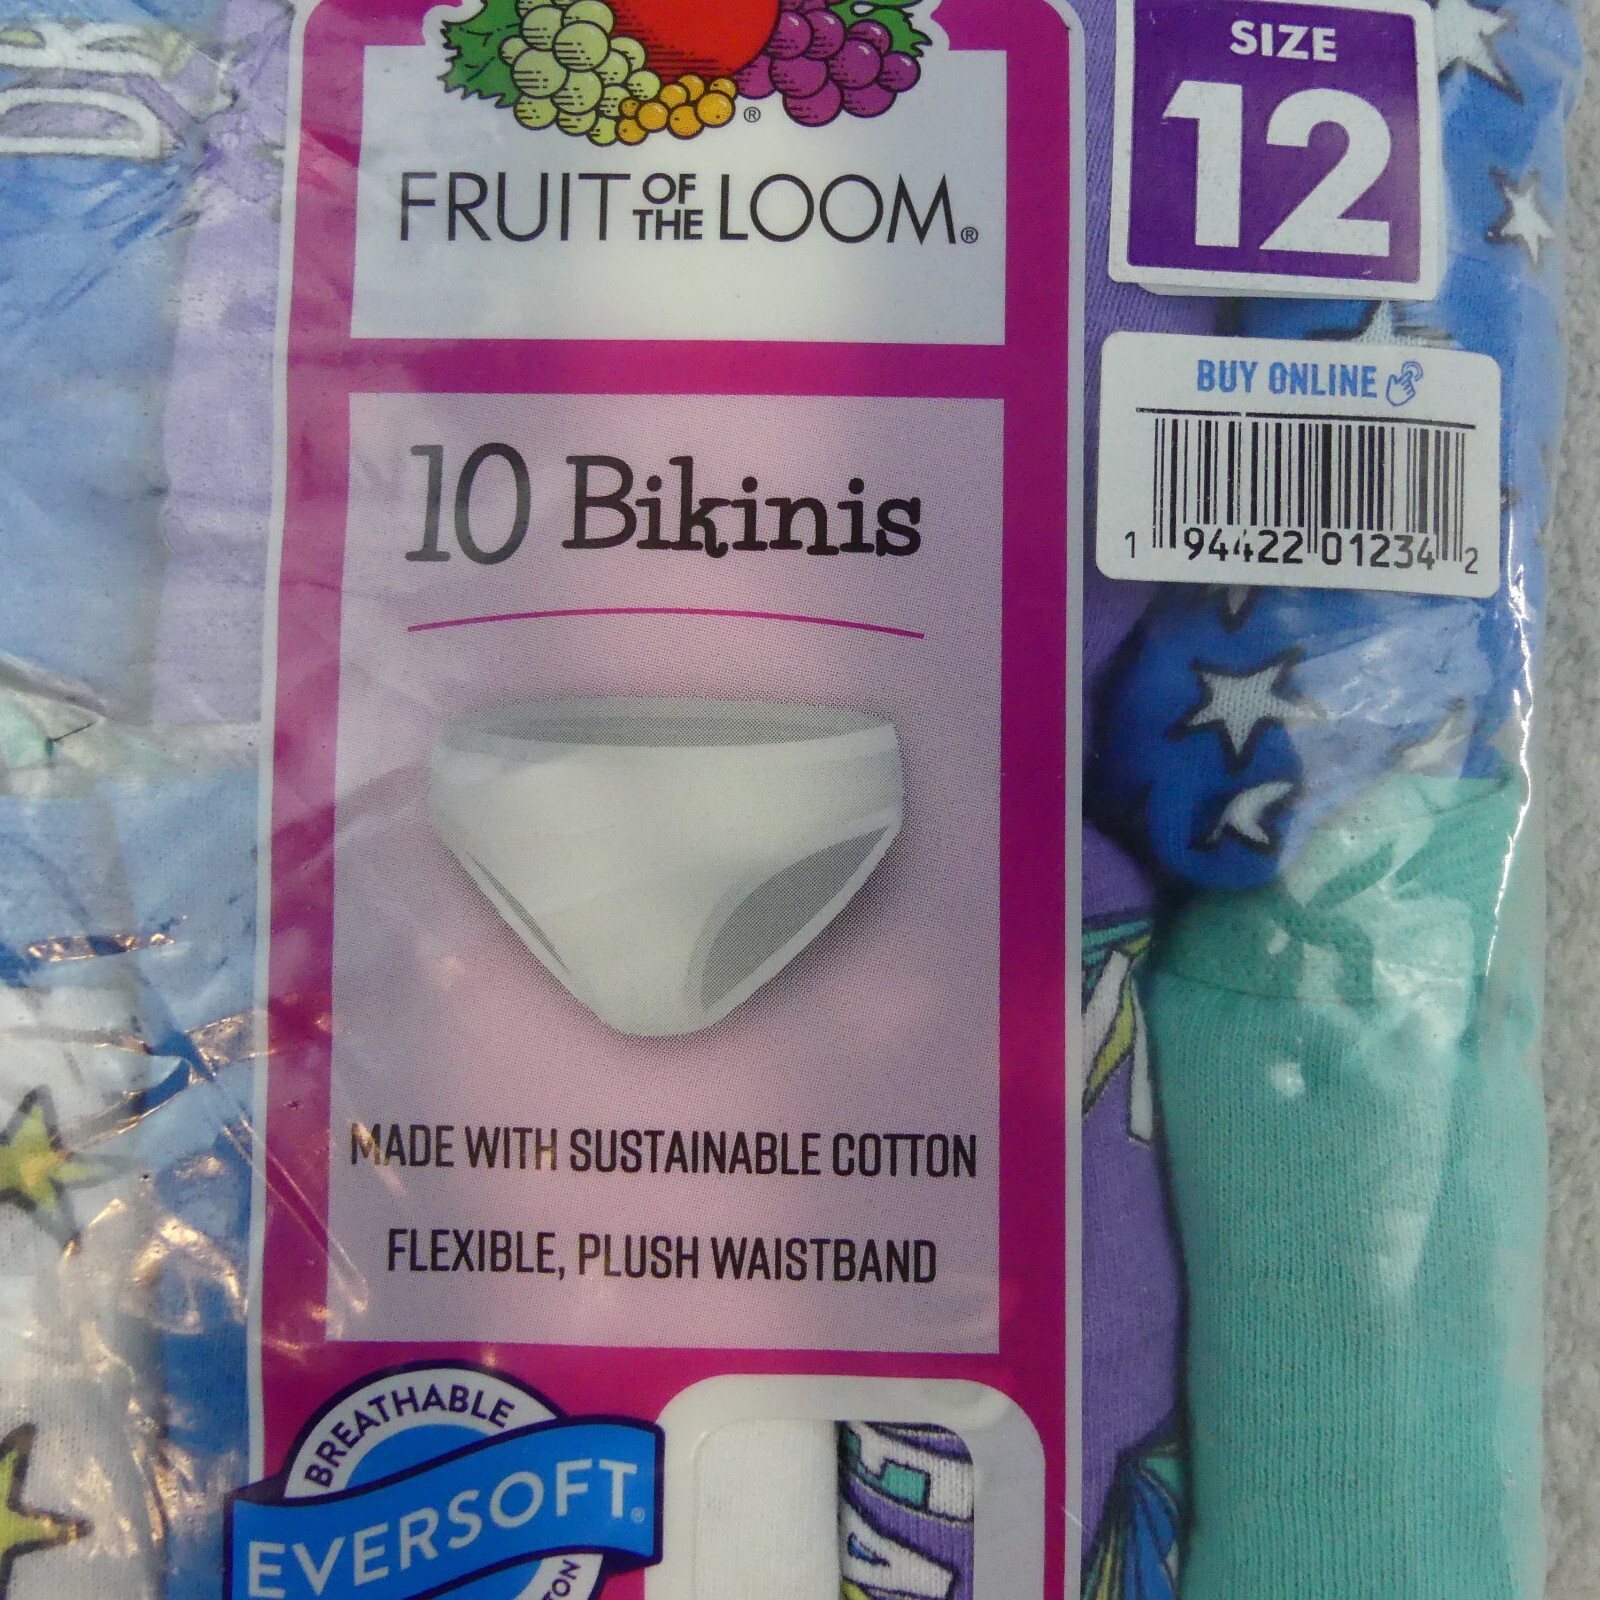 DR
SIZE
12
®
FRUIT OF THE LOOM®
BUY ONLINE
1 94422 01234 2
10 Bikinis
MADE WITH SUSTAINABLE COTTON
FLEXIBLE, PLUSH WAISTBAND
BREATHABLE
EVERSOFT®